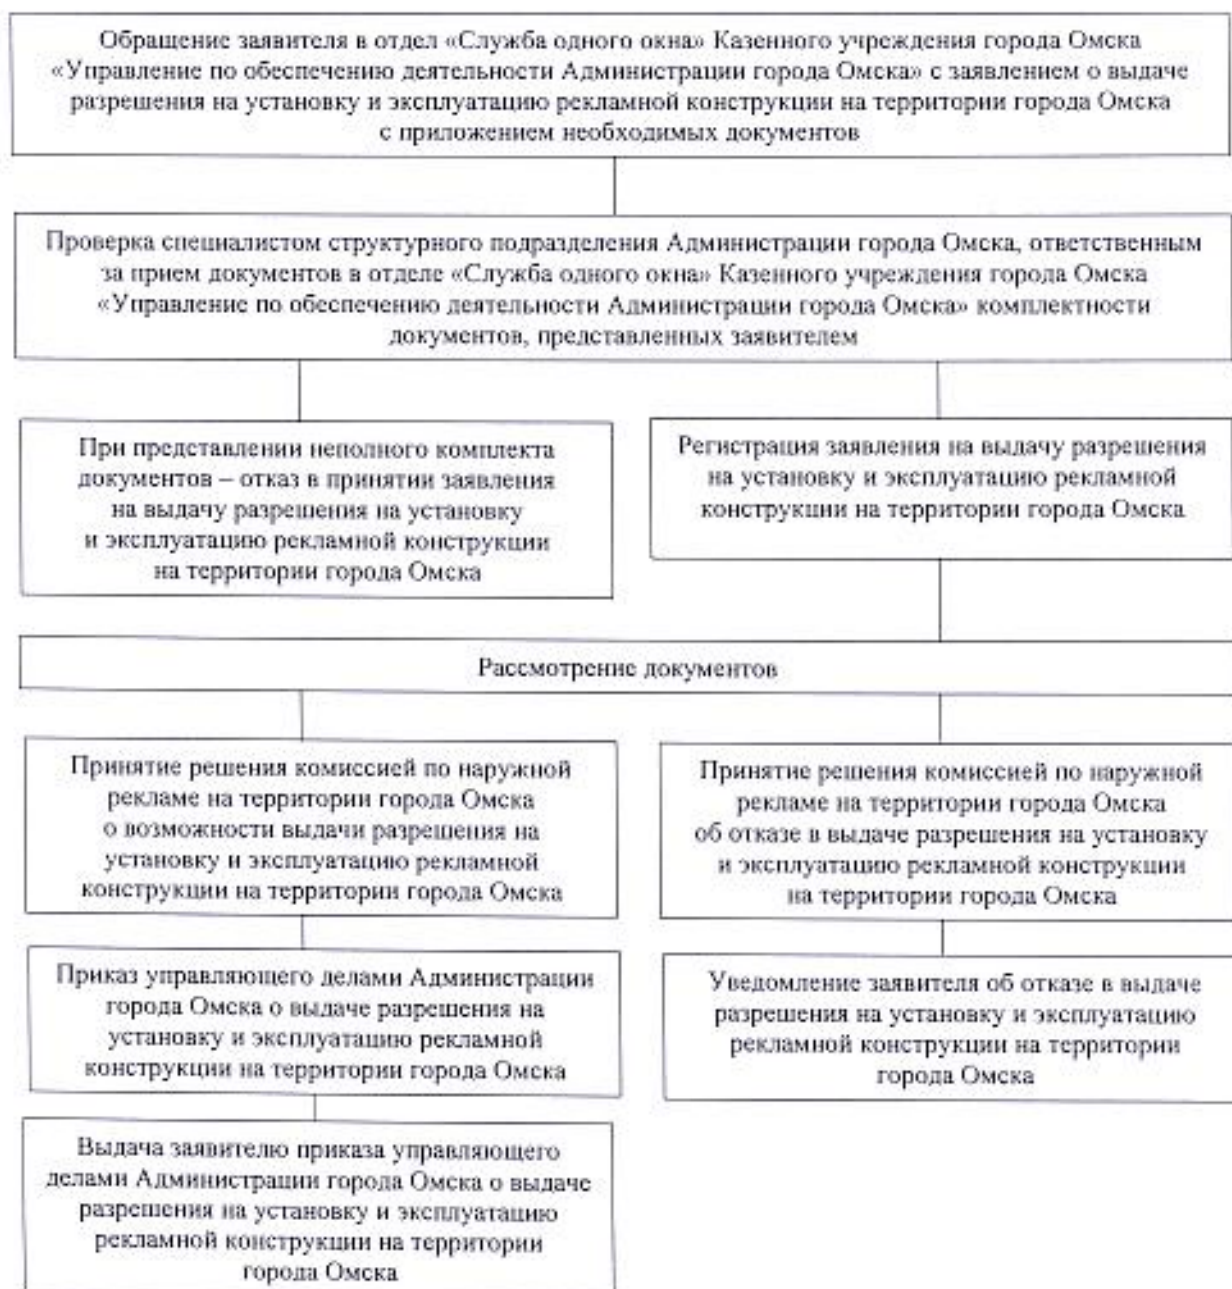 Обращение заявителя в отдел «Служба одного окна» Казенного учреждения города Омска
«Управление по обеспечению деятельности Администрации города Омска» с заявлением о выдаче
разрешения на установку и эксплуатацию рекламной конструкции на территории города Омска
с приложением необходимых документов
Проверка специалистом структурного подразделения Администрации города Омска, ответственным
за прием документов в отделе «Служба одного окна» Казенного учреждения города Омска
«Управление по обеспечению деятельности Администрации города Омска» комплектности
документов, представленных заявителем
При представлении неполного комплекта
документов – отказ в принятии заявления
на выдачу разрешения на установку
и эксплуатацию рекламной конструкции
на территории города Омска
Регистрация заявления на выдачу разрешения
на установку и эксплуатацию рекламной
конструкции на территории города Омска
Рассмотрение документов
Принятие решения комиссией по наружной
рекламе на территории города Омска
о возможности выдачи разрешения на
установку и эксплуатацию рекламной
конструкции на территории города Омска
Принятие решения комиссией по наружной
рекламе на территории города Омска
об отказе в выдаче разрешения на установку
и эксплуатацию рекламной конструкции
на территории города Омска
Приказ управляющего делами Администрации
города Омска о выдаче разрешения на
установку и эксплуатацию рекламной
конструкции на территории города Омска
Уведомление заявителя об отказе в выдаче
разрешения на установку и эксплуатацию
рекламной конструкции на территории
города Омска
Выдача заявителю приказа управляющего
делами Администрации города Омска о выдаче
разрешения на установку и эксплуатацию
рекламной конструкции на территории
города Омска